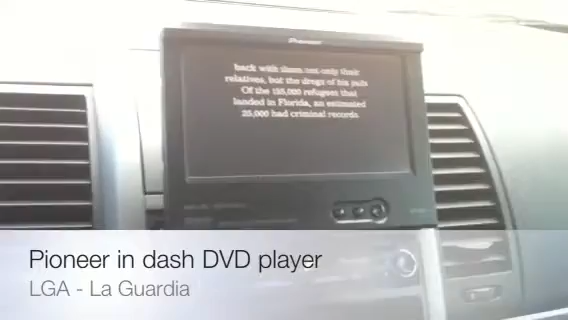 Pioneer
back with them not only their
relatives, but the dregs of his jails
Of the 125,000 refugees that
landed in Florida, an estimated
25,000 had criminal records
Pioneer in dash DVD player
LGA - La Guardia